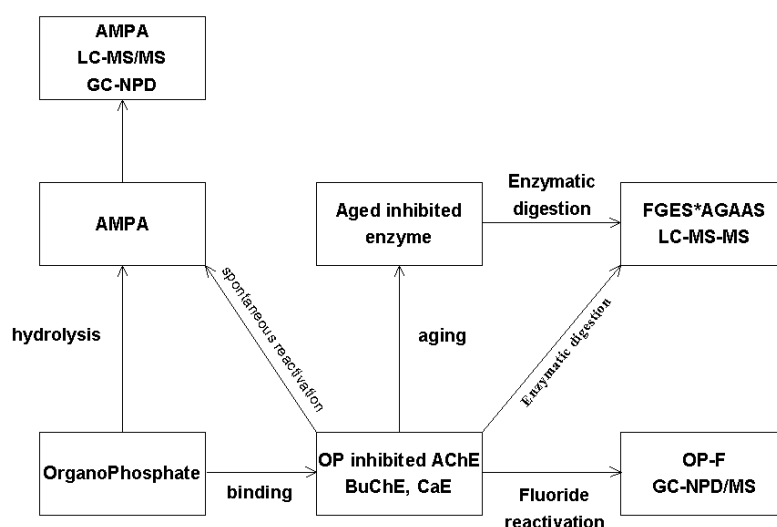 AMPA
LC-MS/MS
GC-NPD
AMPA
Aged inhibited
enzyme
Enzymatic
digestion
FGES*AGAAS
LC-MS-MS
hydrolysis
spontaneous reactivation
aging
Enzymatic digestion
OrganoPhosphate
binding
OP inhibited AChE
BuChE, CaE
Fluoride
reactivation
OP-F
GC-NPD/MS